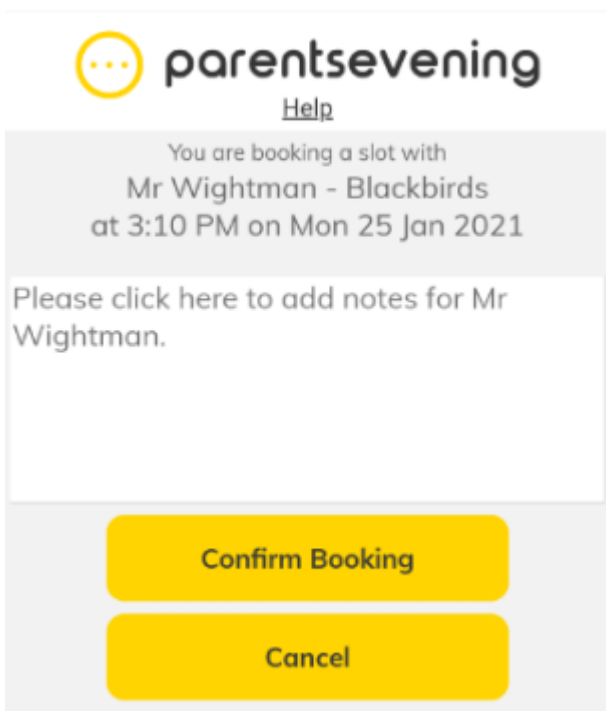 parentsevening
Help
You are booking a slot with
Mr Wightman - Blackbirds
at 3:10 PM on Mon 25 Jan 2021
Please click here to add notes for Mr
Wightman.
Confirm Booking
Cancel